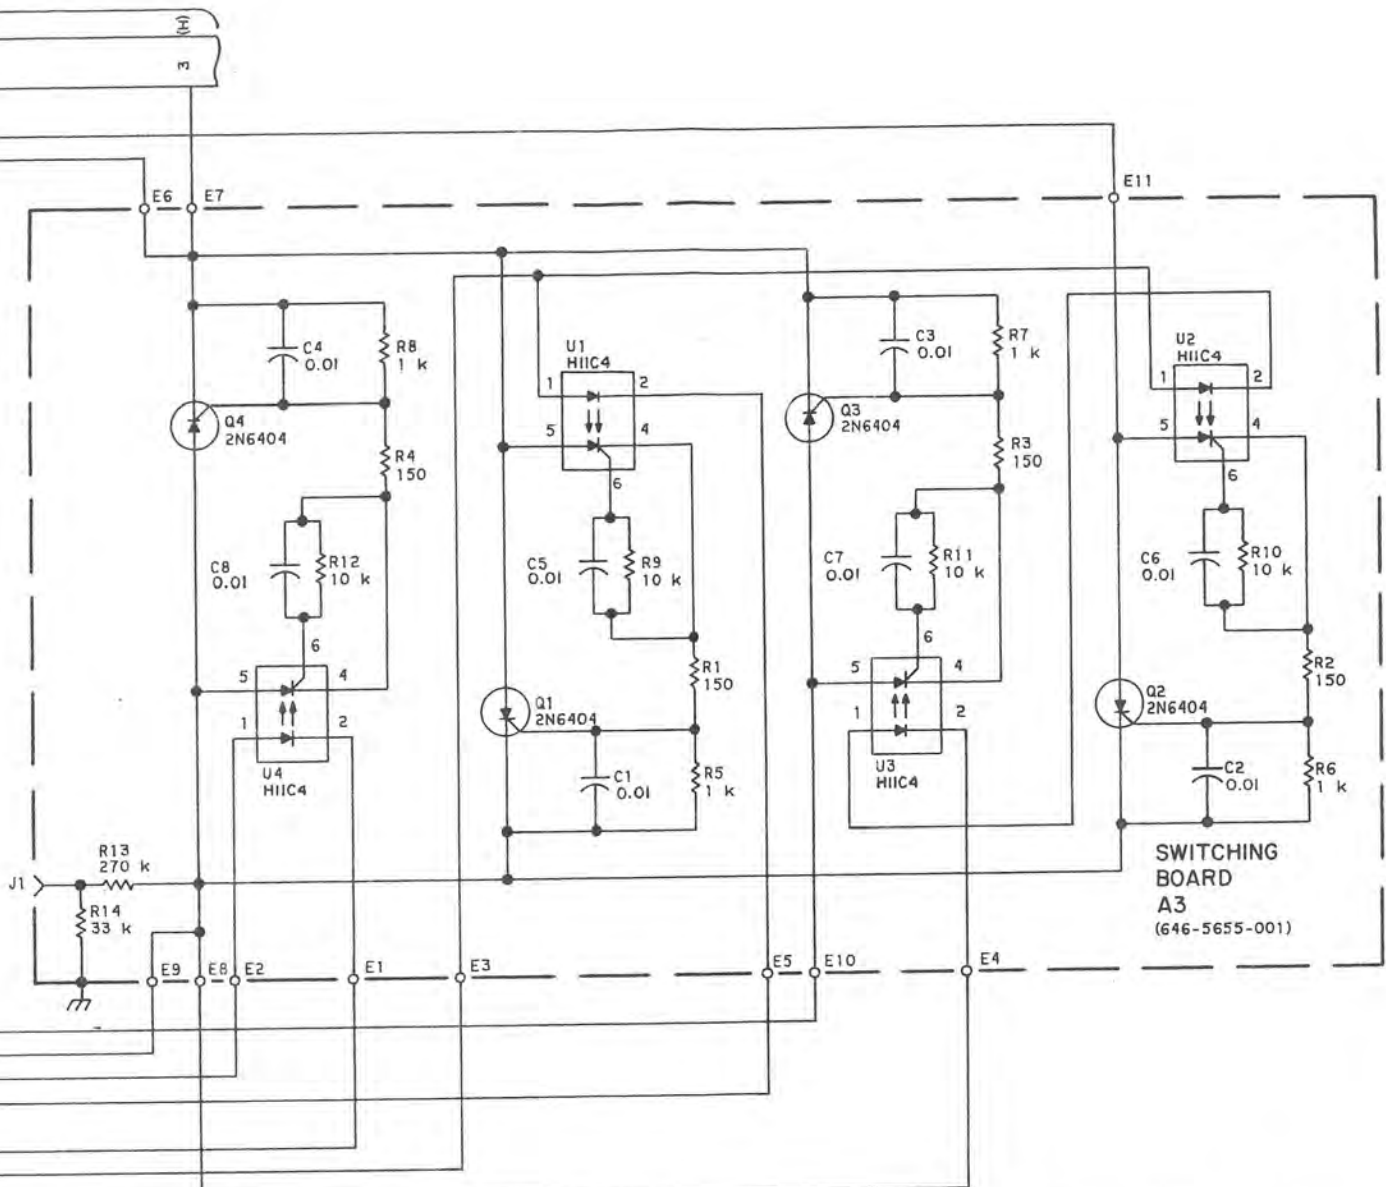 (H)
3
E6 E7
E11
C4
0.01
R8
1 k
U1
H11C4
1 2
5 4
6
C3
0.01
R7
1 k
U2
H11C4
1 2
5 4
6
Q4
2N6404
Q3
2N6404
R4
150
R3
150
C8
0.01
R12
10 k
C5
0.01
R9
10 k
C7
0.01
R11
10 k
C6
0.01
R10
10 k
6
5 4
1 2
U4
H11C4
R1
150
Q1
2N6404
C1
0.01
R5
1 k
6
5 4
1 2
U3
H11C4
R2
150
Q2
2N6404
C2
0.01
R6
1 k
R13
270 k
J1
R14
33 k
SWITCHING
BOARD
A3
(646-5655-001)
E9 E8 E2 E1 E3 E5 E10 E4